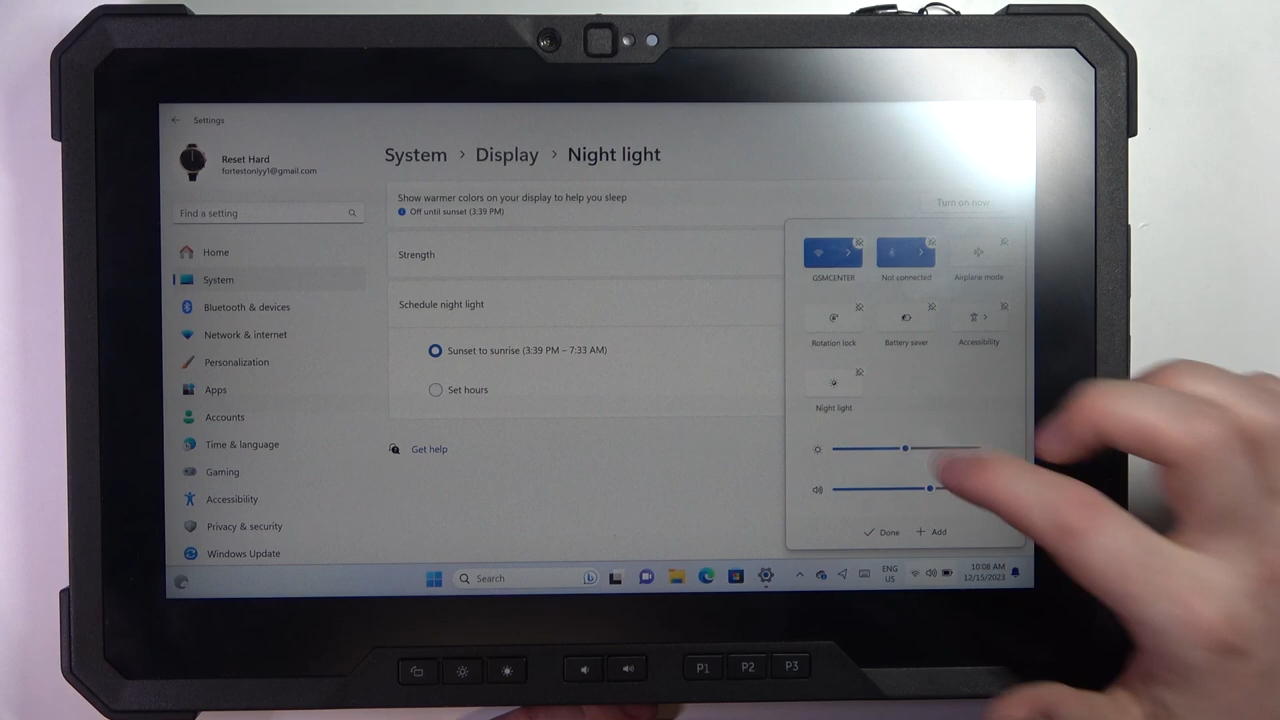 Settings
Reset Hard
fortestonlyy1@gmail.com
Find a setting
Home
System
Bluetooth & devices
Network & internet
Personalization
Apps
Accounts
Time & language
Gaming
Accessibility
Privacy & security
Windows Update
System > Display > Night light
Show warmer colors on your display to help you sleep
Off until sunset (3:39 PM)
Turn on now
Strength
Schedule night light
Sunset to sunrise (3:39 PM – 7:33 AM)
Set hours
Get help
GSMCENTER
Not connected
Airplane mode
Rotation lock
Battery saver
Accessibility
Night light
Done
Add
Search
ENG
US
10:08 AM
12/15/2023
P1
P2
P3